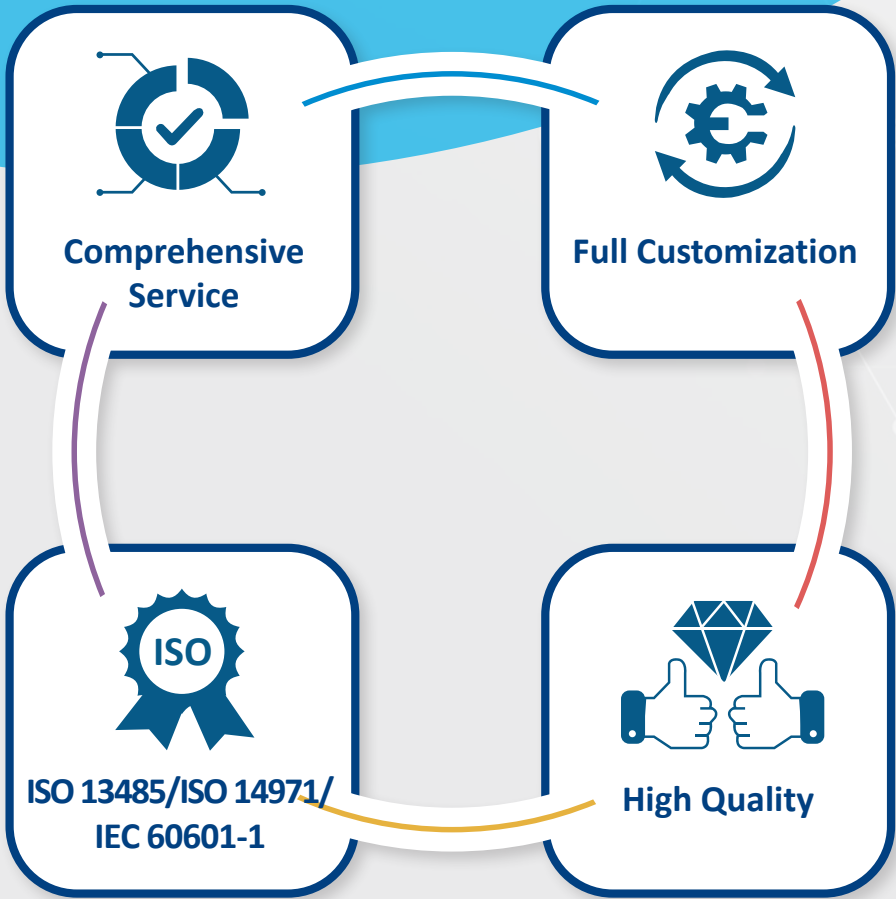 Comprehensive
Service
Full Customization
ISO
ISO 13485/ISO 14971/
IEC 60601-1
High Quality